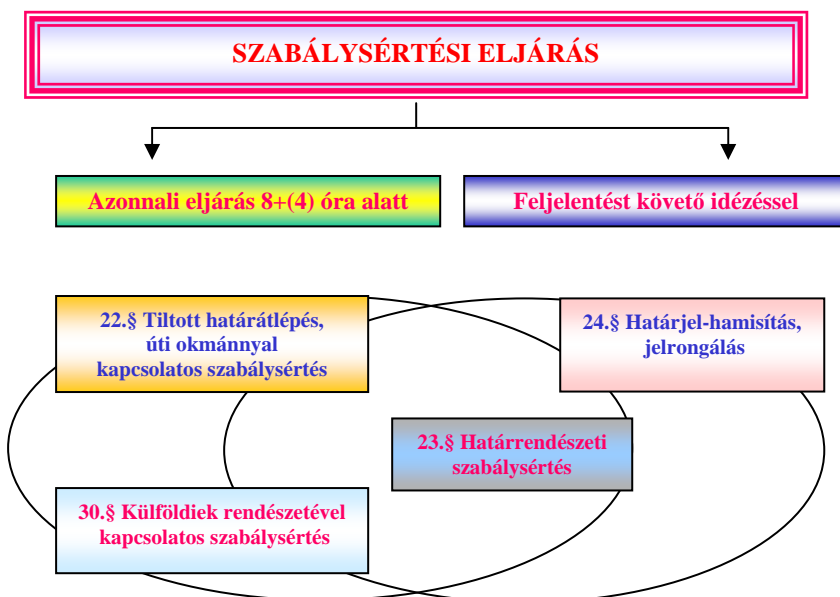 SZABÁLYSÉRTÉSI ELJÁRÁS
Azonnali eljárás 8+(4) óra alatt
Feljelentést követő idézéssel
22.§ Tiltott határátlépés,
úti okmánnyal
kapcsolatos szabálysértés
24.§ Határjel-hamisítás,
jelrongálás
23.§ Határrendészeti
szabálysértés
30.§ Külföldiek rendészetével
kapcsolatos szabálysértés